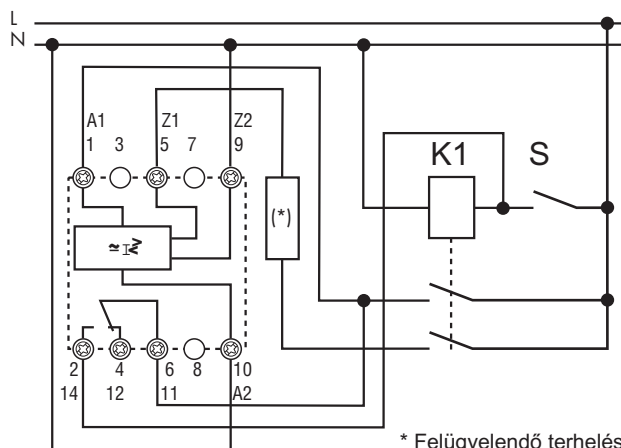 L
N
A1 Z1 Z2
1 3 5 7 9
K1 S
(*)
2 4 6 8 10
14 12 11 A2
* Felügyelendő terhelés